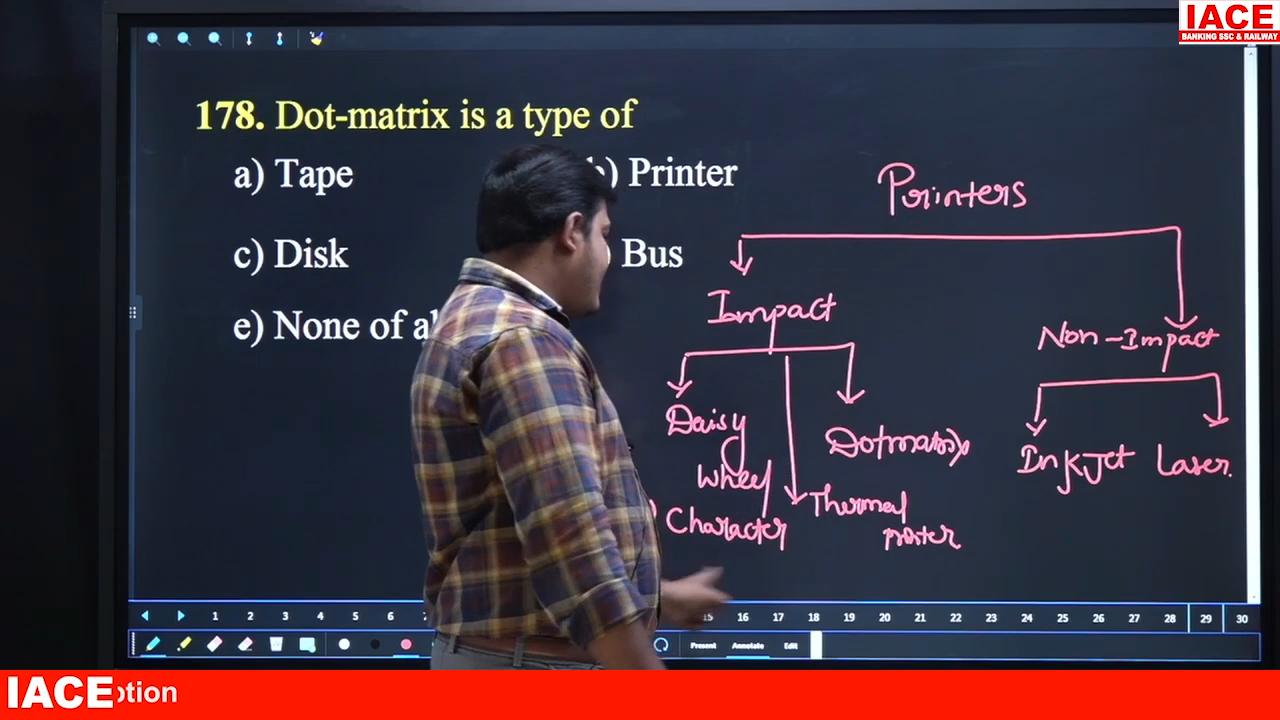 IACE
BANKING SSC & RAILWAY
178. Dot-matrix is a type of
a) Tape
b) Printer
c) Disk
Bus
e) None of al
Printers
Impact
Non-Impact
Daisy
Wheel
Character
Thermal
printer
Dotmatrix
InkJet
Laser.
1 2 3 4 5 6 15 16 17 18 19 20 21 22 23 24 25 26 27 28 29 30
Present Annotate Edit
IACE ption